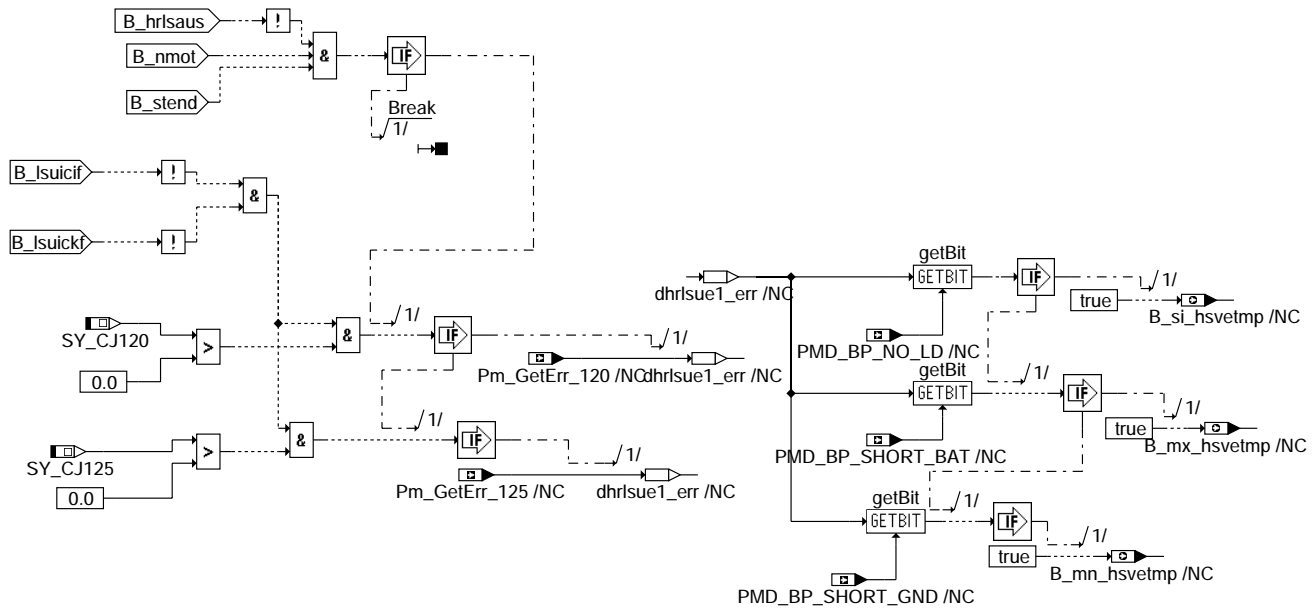 B_hrlsaus
!
B_nmot
&
IF
B_stend
Break
1/
B_lsuicif
!
&
B_lsuickf
!
getBit
GETBIT
IF
1/
dhrlsue1_err /NC
true
B_si_hsvetmp /NC
PMD_BP_NO_LD /NC
SY_CJ120
>
0.0
&
1/
IF
1/
Pm_GetErr_120 /NC
dhrlsue1_err /NC
getBit
GETBIT
1/
IF
1/
true
B_mx_hsvetmp /NC
PMD_BP_SHORT_BAT /NC
SY_CJ125
>
0.0
&
1/
IF
1/
Pm_GetErr_125 /NC
dhrlsue1_err /NC
getBit
GETBIT
1/
IF
1/
true
B_mn_hsvetmp /NC
PMD_BP_SHORT_GND /NC